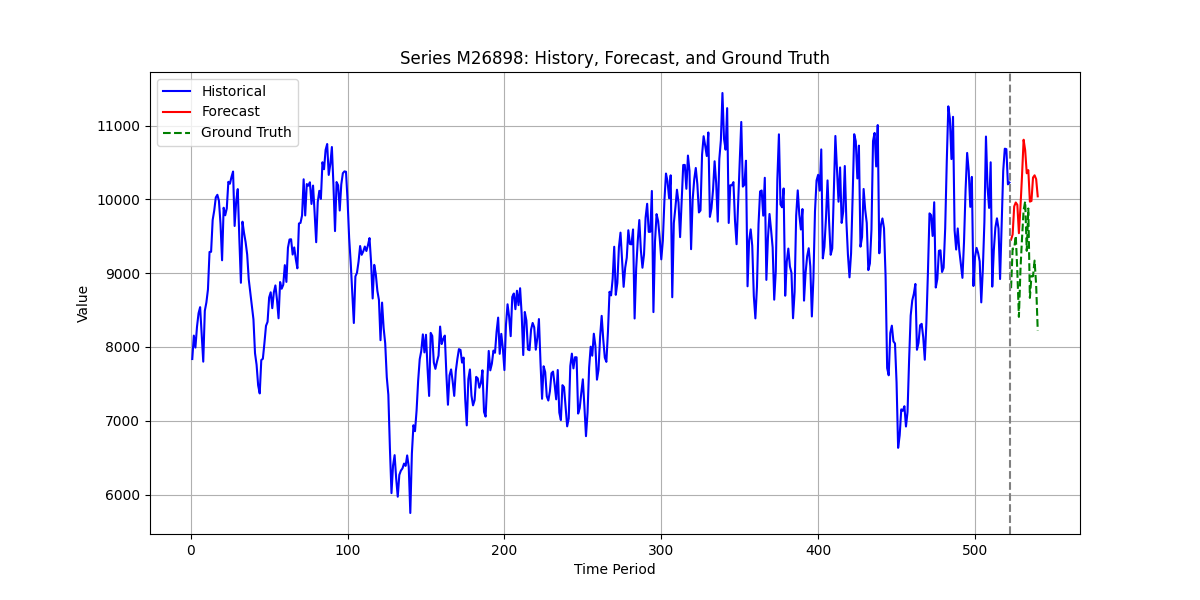 Series M26898: History, Forecast, and Ground Truth
Historical
Forecast
Ground Truth
11000
10000
9000
8000
7000
6000
Value
0
100
200
300
400
500
Time Period